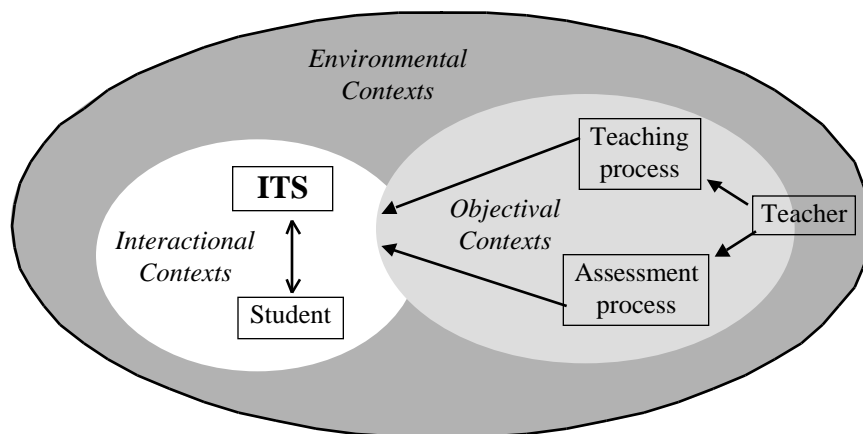 Environmental
Contexts
Teaching
process
ITS
Teacher
Objectival
Contexts
Interactional
Contexts
Assessment
process
Student